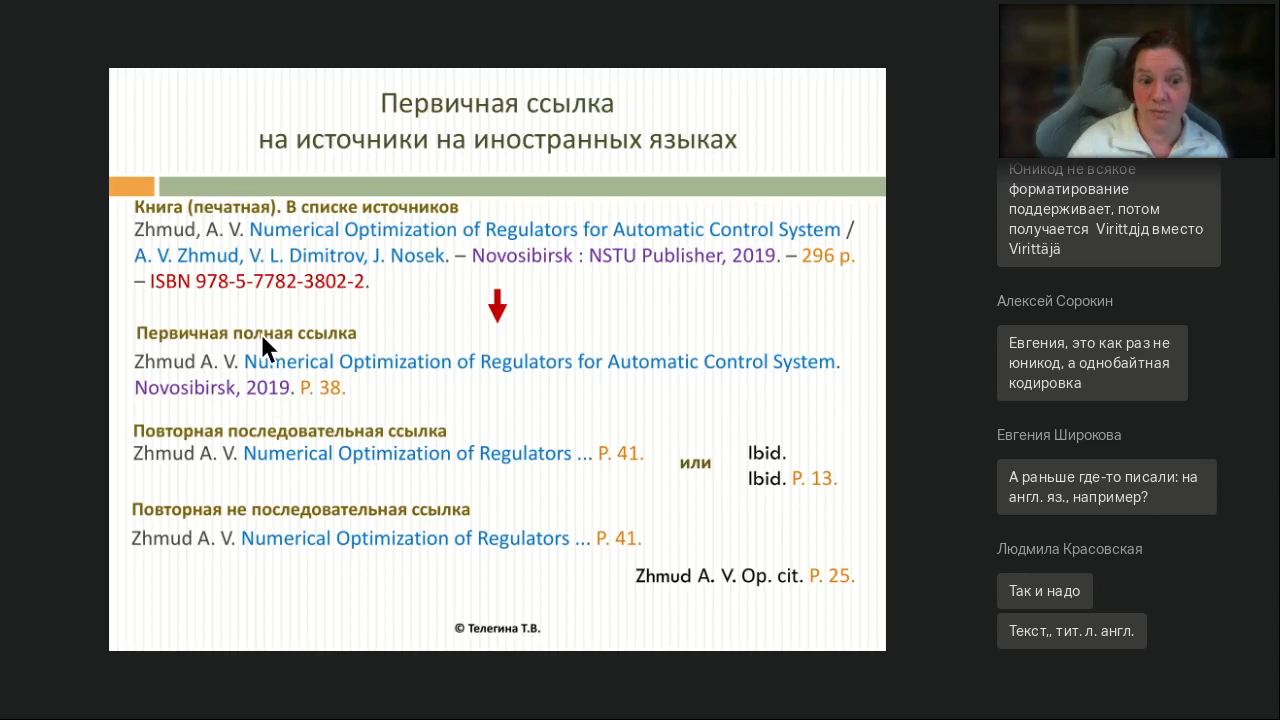 Первичная ссылка
на источники на иностранных языках
Книга (печатная). В списке источников
Zhmud, A. V. Numerical Optimization of Regulators for Automatic Control System /
A. V. Zhmud, V. L. Dimitrov, J. Nosek. – Novosibirsk : NSTU Publisher, 2019. – 296 p.
– ISBN 978-5-7782-3802-2.
Первичная полная ссылка
Zhmud A. V. Numerical Optimization of Regulators for Automatic Control System.
Novosibirsk, 2019. P. 38.
Повторная последовательная ссылка
Zhmud A. V. Numerical Optimization of Regulators ... P. 41.
или
Ibid.
Ibid. P. 13.
Повторная не последовательная ссылка
Zhmud A. V. Numerical Optimization of Regulators ... P. 41.
Zhmud A. V. Op. cit. P. 25.
© Телегина Т.В.
Юникод не всякое
форматирование
поддерживает, потом
получается Virittдjд вместо
Virittäjä
Алексей Сорокин
Евгения, это как раз не
юникод, а однобайтная
кодировка
Евгения Широкова
А раньше где-то писали: на
англ. яз., например?
Людмила Красовская
Так и надо
Текст,, тит. л. англ.